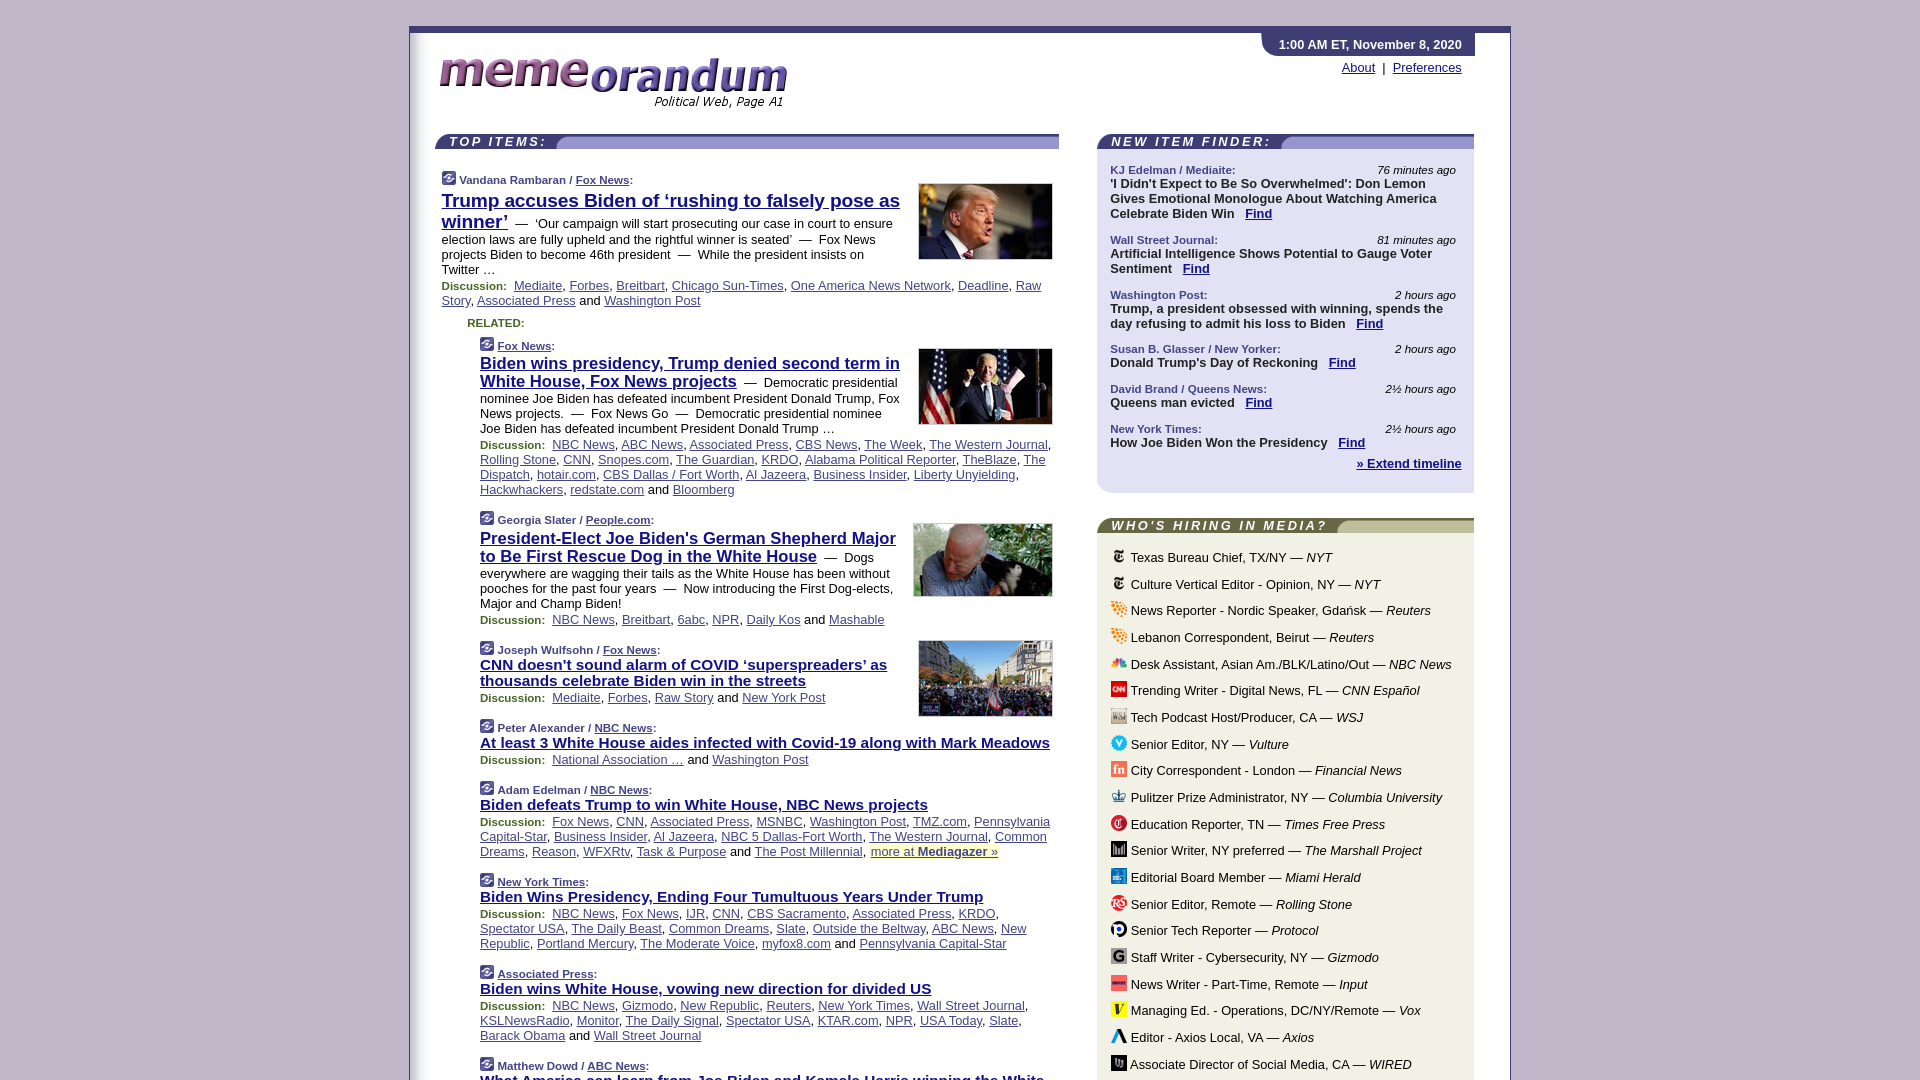 1:00 AM ET, November 8, 2020
About | Preferences
memeorandum
Political Web, Page A1
TOP ITEMS:
Vandana Rambaran / Fox News:
Trump accuses Biden of ‘rushing to falsely pose as
winner’ — ‘Our campaign will start prosecuting our case in court to ensure
election laws are fully upheld and the rightful winner is seated’ — Fox News
projects Biden to become 46th president — While the president insists on
Twitter …
Discussion: Mediaite, Forbes, Breitbart, Chicago Sun-Times, One America News Network, Deadline, Raw
Story, Associated Press and Washington Post
RELATED:
Fox News:
Biden wins presidency, Trump denied second term in
White House, Fox News projects — Democratic presidential
nominee Joe Biden has defeated incumbent President Donald Trump, Fox
News projects. — Fox News Go — Democratic presidential nominee
Joe Biden has defeated incumbent President Donald Trump …
Discussion: NBC News, ABC News, Associated Press, CBS News, The Week, The Western Journal,
Rolling Stone, CNN, Snopes.com, The Guardian, KRDO, Alabama Political Reporter, TheBlaze, The
Dispatch, hotair.com, CBS Dallas / Fort Worth, Al Jazeera, Business Insider, Liberty Unyielding,
Hackwhackers, redstate.com and Bloomberg
Georgia Slater / People.com:
President-Elect Joe Biden's German Shepherd Major
to Be First Rescue Dog in the White House — Dogs
everywhere are wagging their tails as the White House has been without
pooches for the past four years — Now introducing the First Dog-elects,
Major and Champ Biden!
Discussion: NBC News, Breitbart, 6abc, NPR, Daily Kos and Mashable
Joseph Wulfsohn / Fox News:
CNN doesn't sound alarm of COVID ‘superspreaders’ as
thousands celebrate Biden win in the streets
Discussion: Mediaite, Forbes, Raw Story and New York Post
Peter Alexander / NBC News:
At least 3 White House aides infected with Covid-19 along with Mark Meadows
Discussion: National Association … and Washington Post
Adam Edelman / NBC News:
Biden defeats Trump to win White House, NBC News projects
Discussion: Fox News, CNN, Associated Press, MSNBC, Washington Post, TMZ.com, Pennsylvania
Capital-Star, Business Insider, Al Jazeera, NBC 5 Dallas-Fort Worth, The Western Journal, Common
Dreams, Reason, WFXRtv, Task & Purpose and The Post Millennial, more at Mediagazer »
New York Times:
Biden Wins Presidency, Ending Four Tumultuous Years Under Trump
Discussion: NBC News, Fox News, IJR, CNN, CBS Sacramento, Associated Press, KRDO,
Spectator USA, The Daily Beast, Common Dreams, Slate, Outside the Beltway, ABC News, New
Republic, Portland Mercury, The Moderate Voice, myfox8.com and Pennsylvania Capital-Star
Associated Press:
Biden wins White House, vowing new direction for divided US
Discussion: NBC News, Gizmodo, New Republic, Reuters, New York Times, Wall Street Journal,
KSLNewsRadio, Monitor, The Daily Signal, Spectator USA, KTAR.com, NPR, USA Today, Slate,
Barack Obama and Wall Street Journal
Matthew Dowd / ABC News:
What America can learn from Joe Biden and Kamala Harris winning the White
NEW ITEM FINDER:
KJ Edelman / Mediaite: 76 minutes ago
'I Didn't Expect to Be So Overwhelmed': Don Lemon
Gives Emotional Monologue About Watching America
Celebrate Biden Win Find
Wall Street Journal: 81 minutes ago
Artificial Intelligence Shows Potential to Gauge Voter
Sentiment Find
Washington Post: 2 hours ago
Trump, a president obsessed with winning, spends the
day refusing to admit his loss to Biden Find
Susan B. Glasser / New Yorker: 2 hours ago
Donald Trump's Day of Reckoning Find
David Brand / Queens News: 2½ hours ago
Queens man evicted Find
New York Times: 2½ hours ago
How Joe Biden Won the Presidency Find
» Extend timeline
WHO'S HIRING IN MEDIA?
Texas Bureau Chief, TX/NY — NYT
Culture Vertical Editor - Opinion, NY — NYT
News Reporter - Nordic Speaker, Gdańsk — Reuters
Lebanon Correspondent, Beirut — Reuters
Desk Assistant, Asian Am./BLK/Latino/Out — NBC News
Trending Writer - Digital News, FL — CNN Español
Tech Podcast Host/Producer, CA — WSJ
Senior Editor, NY — Vulture
City Correspondent - London — Financial News
Pulitzer Prize Administrator, NY — Columbia University
Education Reporter, TN — Times Free Press
Senior Writer, NY preferred — The Marshall Project
Editorial Board Member — Miami Herald
Senior Editor, Remote — Rolling Stone
Senior Tech Reporter — Protocol
Staff Writer - Cybersecurity, NY — Gizmodo
News Writer - Part-Time, Remote — Input
Managing Ed. - Operations, DC/NY/Remote — Vox
Editor - Axios Local, VA — Axios
Associate Director of Social Media, CA — WIRED